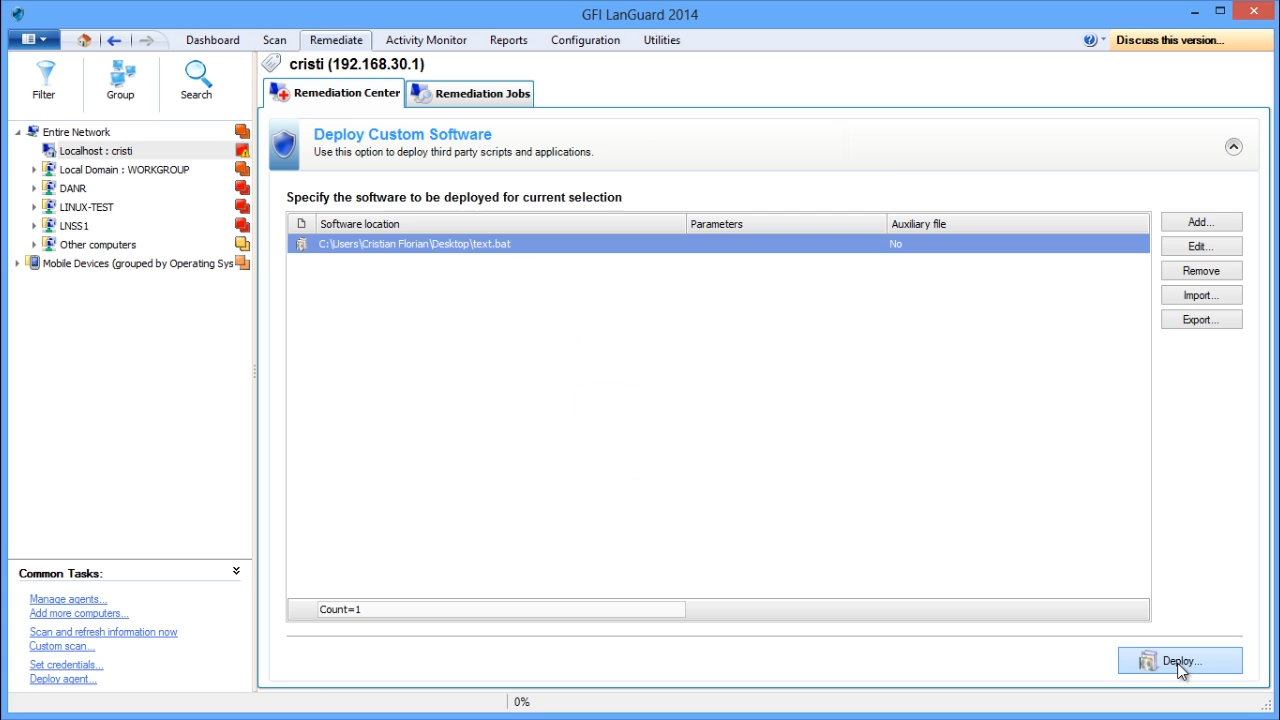 GFI LanGuard 2014
Dashboard Scan Remediate Activity Monitor Reports Configuration Utilities Discuss this version...
Filter Group Search
Entire Network
Localhost : cristi
Local Domain : WORKGROUP
DANR
LINUX-TEST
LNSS1
Other computers
Mobile Devices (grouped by Operating Sys
Common Tasks:
Manage agents...
Add more computers...
Scan and refresh information now
Custom scan...
Set credentials...
Deploy agent...
cristi (192.168.30.1)
Remediation Center Remediation Jobs
Deploy Custom Software
Use this option to deploy third party scripts and applications.
Specify the software to be deployed for current selection
Software location Parameters Auxiliary file
C:\Users\Cristian Florian\Desktop\text.bat No
Add...
Edit...
Remove
Import...
Export...
Count=1
Deploy...
0%